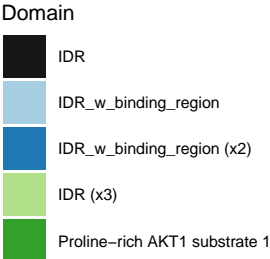 Domain
IDR
IDR_w_binding_region
IDR_w_binding_region (x2)
IDR (x3)
Proline−rich AKT1 substrate 1